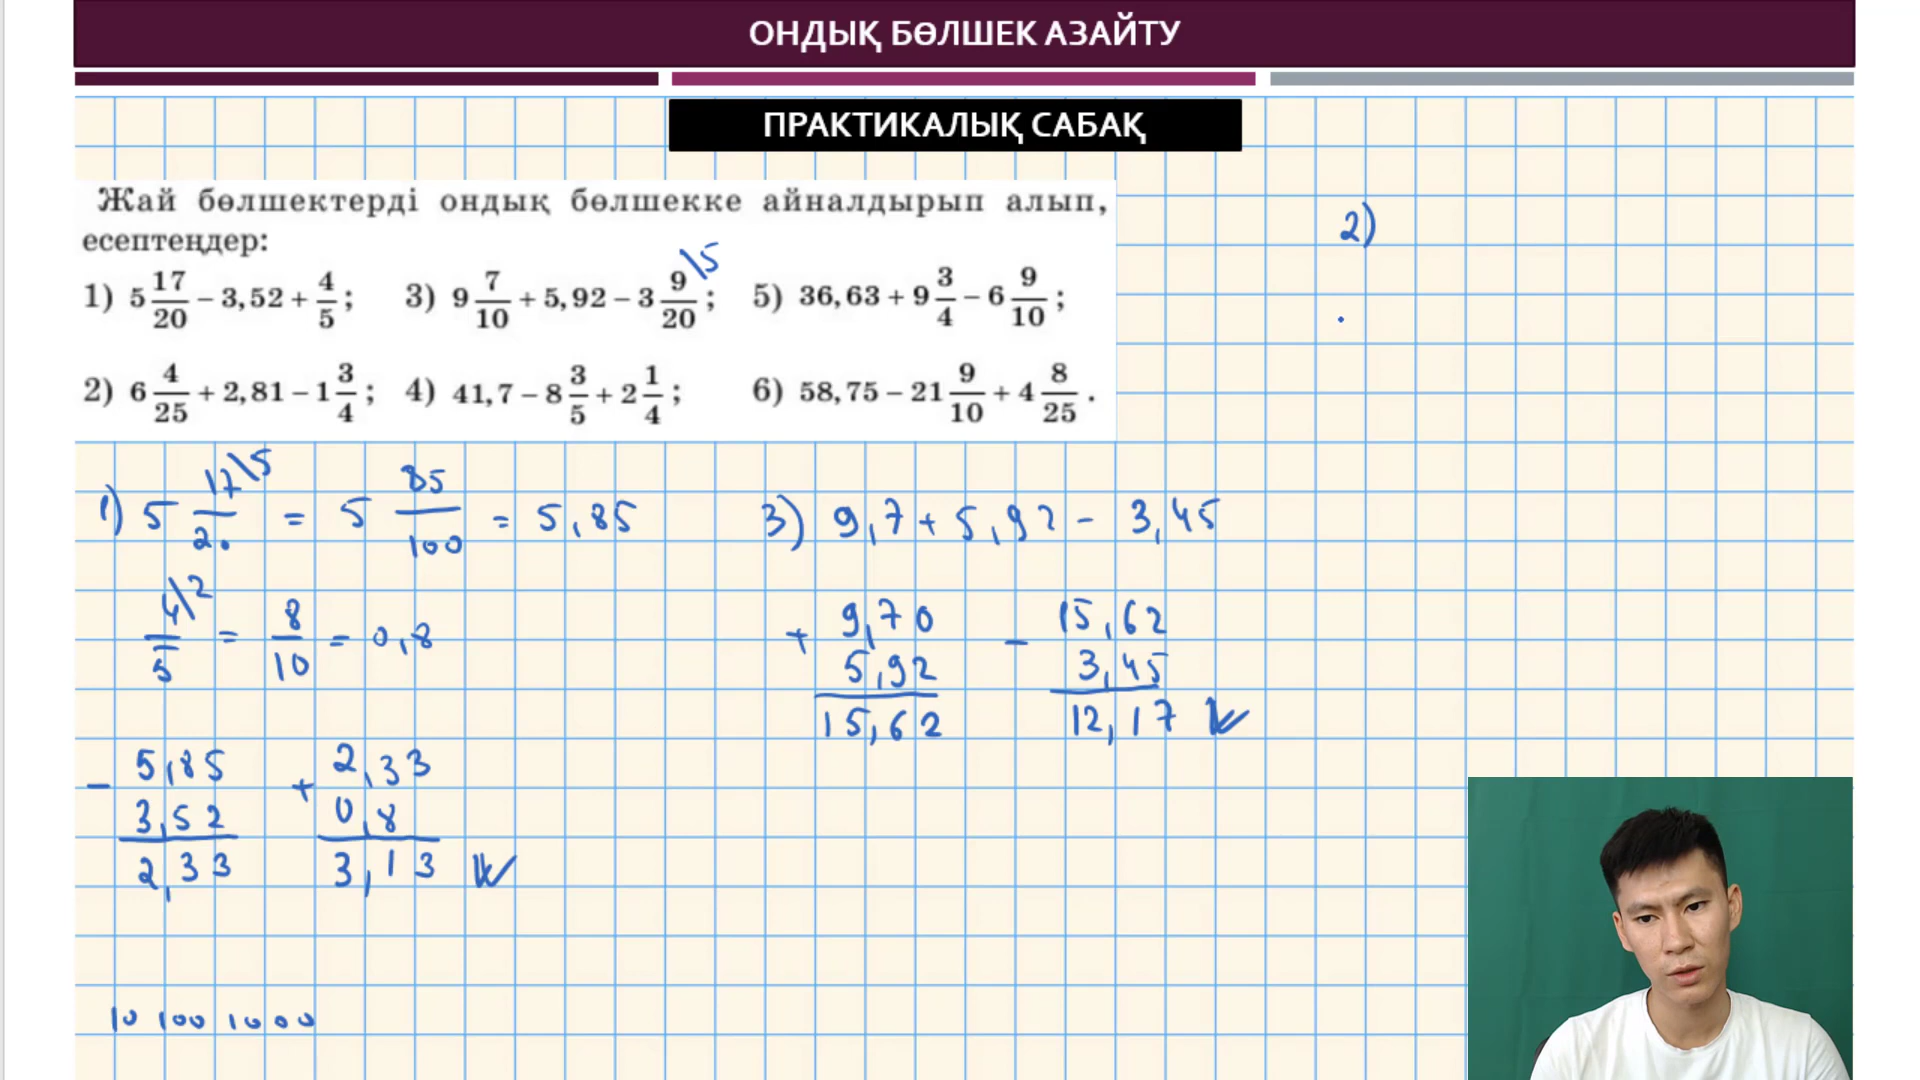 ОНДЫҚ БӨЛШЕК АЗАЙТУ
ПРАКТИКАЛЫҚ САБАҚ
Жай бөлшектерді ондық бөлшекке айналдырып алып,
есептеңдер:
1) 5 17/20 − 3,52 + 4/5 ; 3) 9 7/10 + 5,92 − 3 9/20 \5 ; 5) 36,63 + 9 3/4 − 6 9/10 ;
2) 6 4/25 + 2,81 − 1 3/4 ; 4) 41,7 − 8 3/5 + 2 1/4 ; 6) 58,75 − 21 9/10 + 4 8/25 .
1) 5 17\5/20 = 5 85/100 = 5,85
4\2/5 = 8/10 = 0,8
− 5,85 + 2,33
3,52 0,8
2,33 3,13
10 100 1000
3) 9,7 + 5,92 − 3,45
+ 9,70 − 15,62
5,92 3,45
15,62 12,17
2)